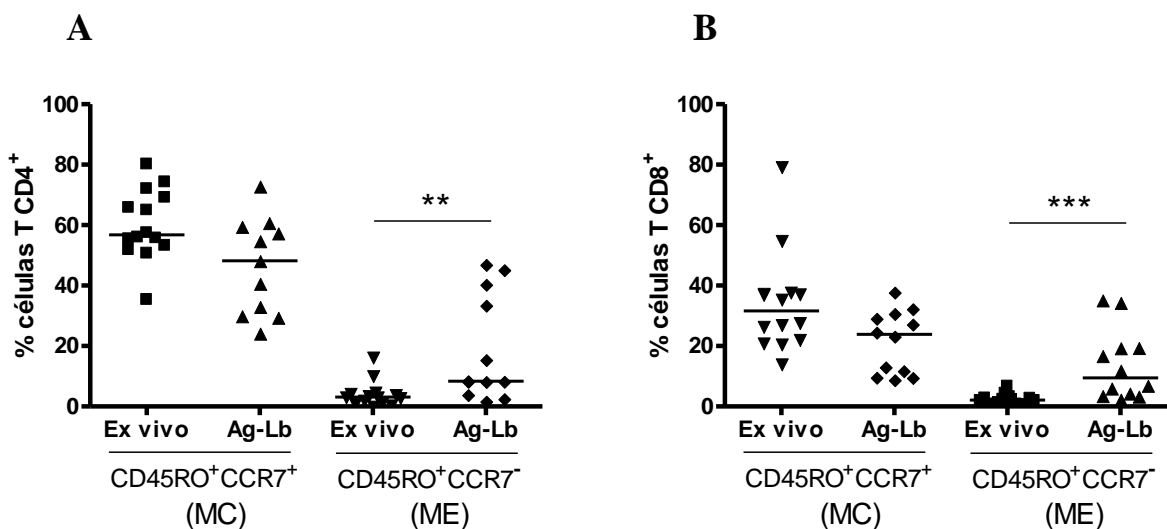 A
% células T CD4⁺
100
80
60
40
20
0
**
Ex vivo Ag-Lb Ex vivo Ag-Lb
CD45RO⁺CCR7⁺ CD45RO⁺CCR7⁻
(MC) (ME)
B
% células T CD8⁺
100
80
60
40
20
0
***
Ex vivo Ag-Lb Ex vivo Ag-Lb
CD45RO⁺CCR7⁺ CD45RO⁺CCR7⁻
(MC) (ME)